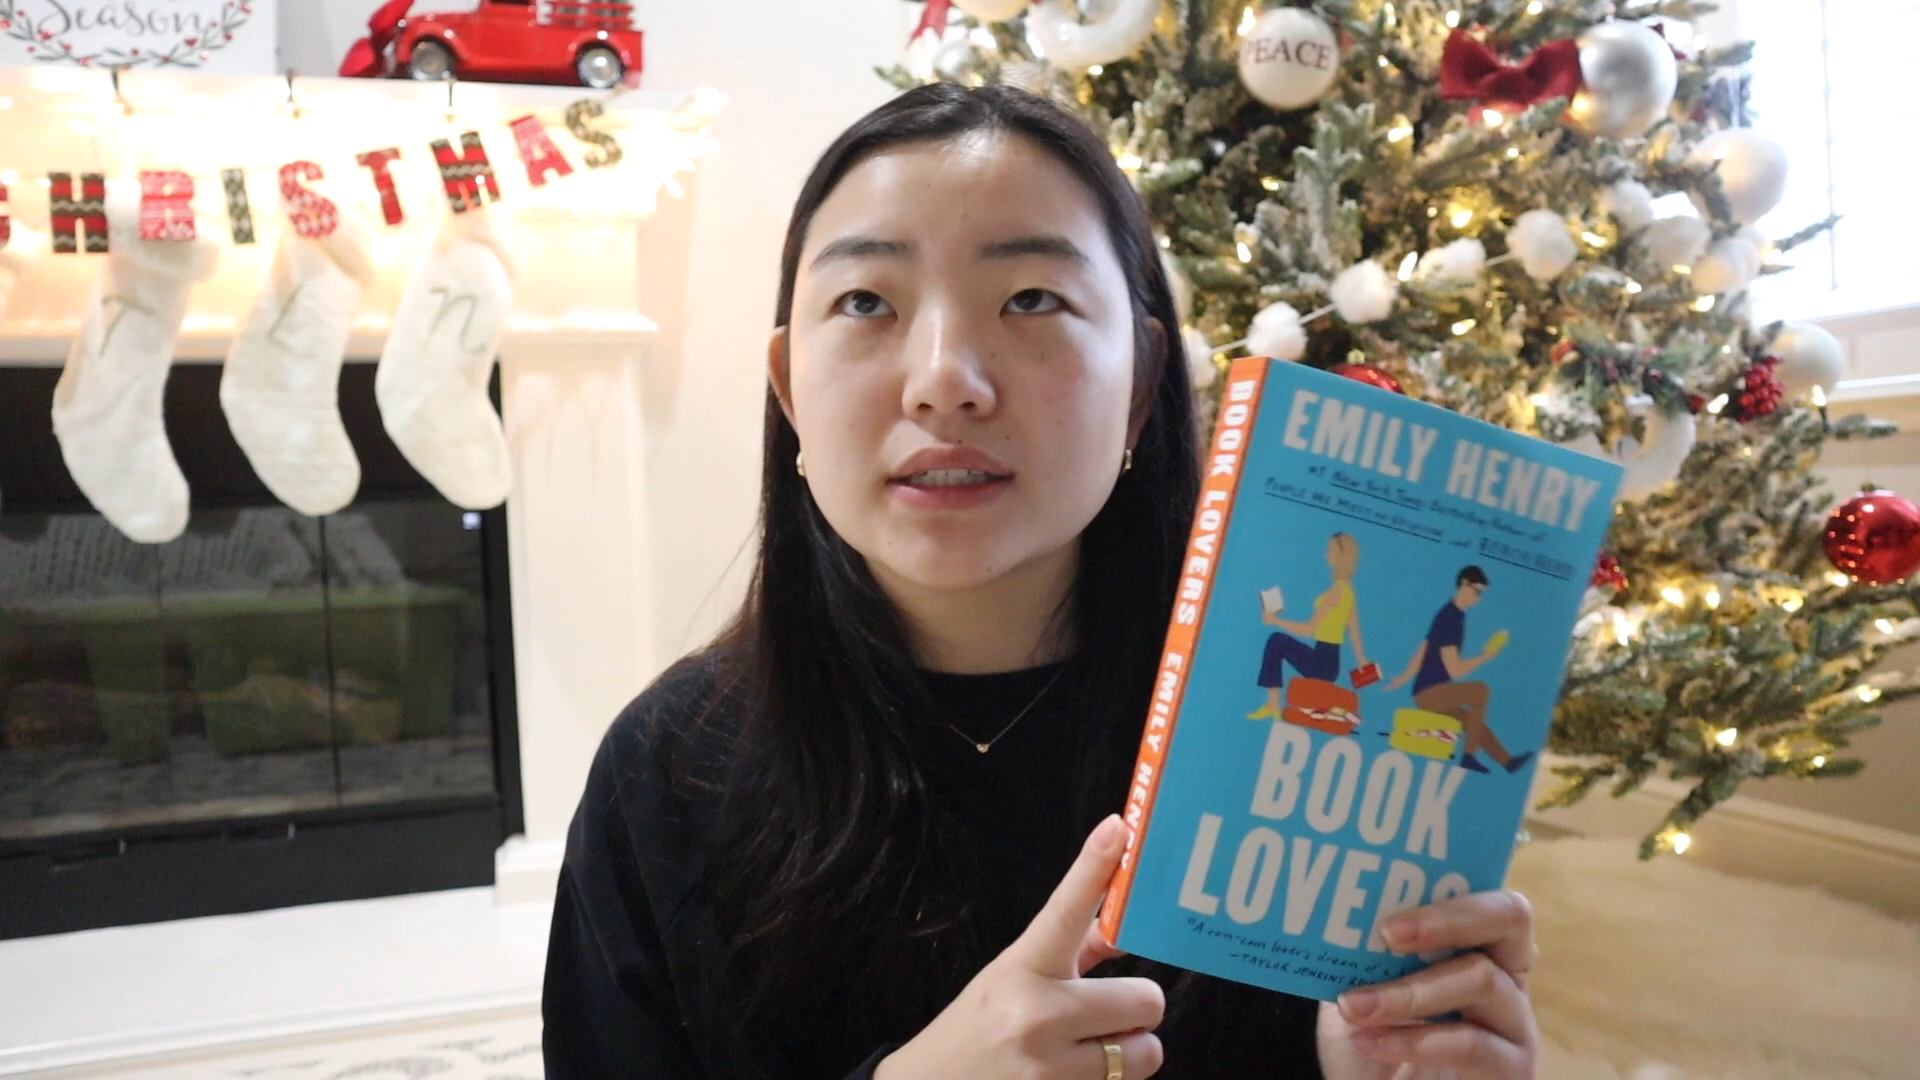 Season
CHRISTMAS
PEACE
r
L
n
BOOK LOVERS EMILY HENRY
EMILY HENRY
#1 New York Times Bestselling Author of
PEOPLE WE MEET ON VACATION and BEACH READ
BOOK
LOVERS
"A rom-com lover's dream of a
—TAYLOR JENKINS RE